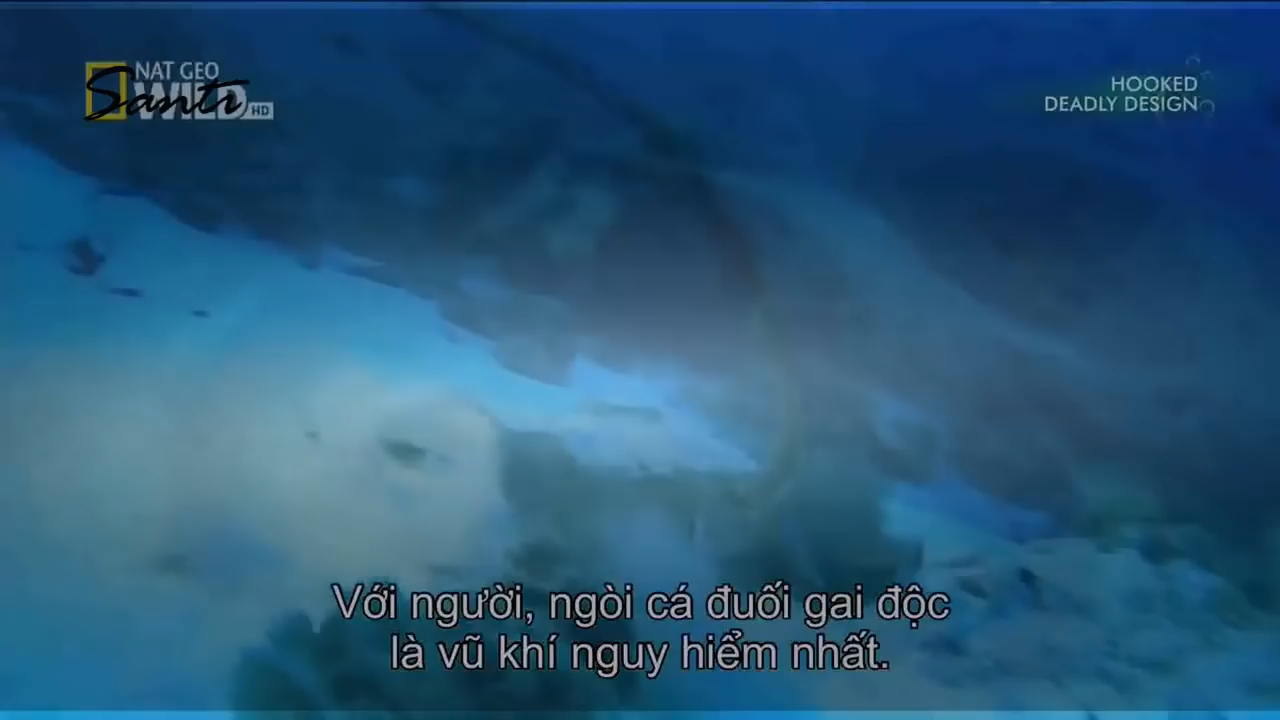 NAT GEO
WILD HD
Santi
HOOKED
DEADLY DESIGN
Với người, ngòi cá đuối gai độc
là vũ khí nguy hiểm nhất.